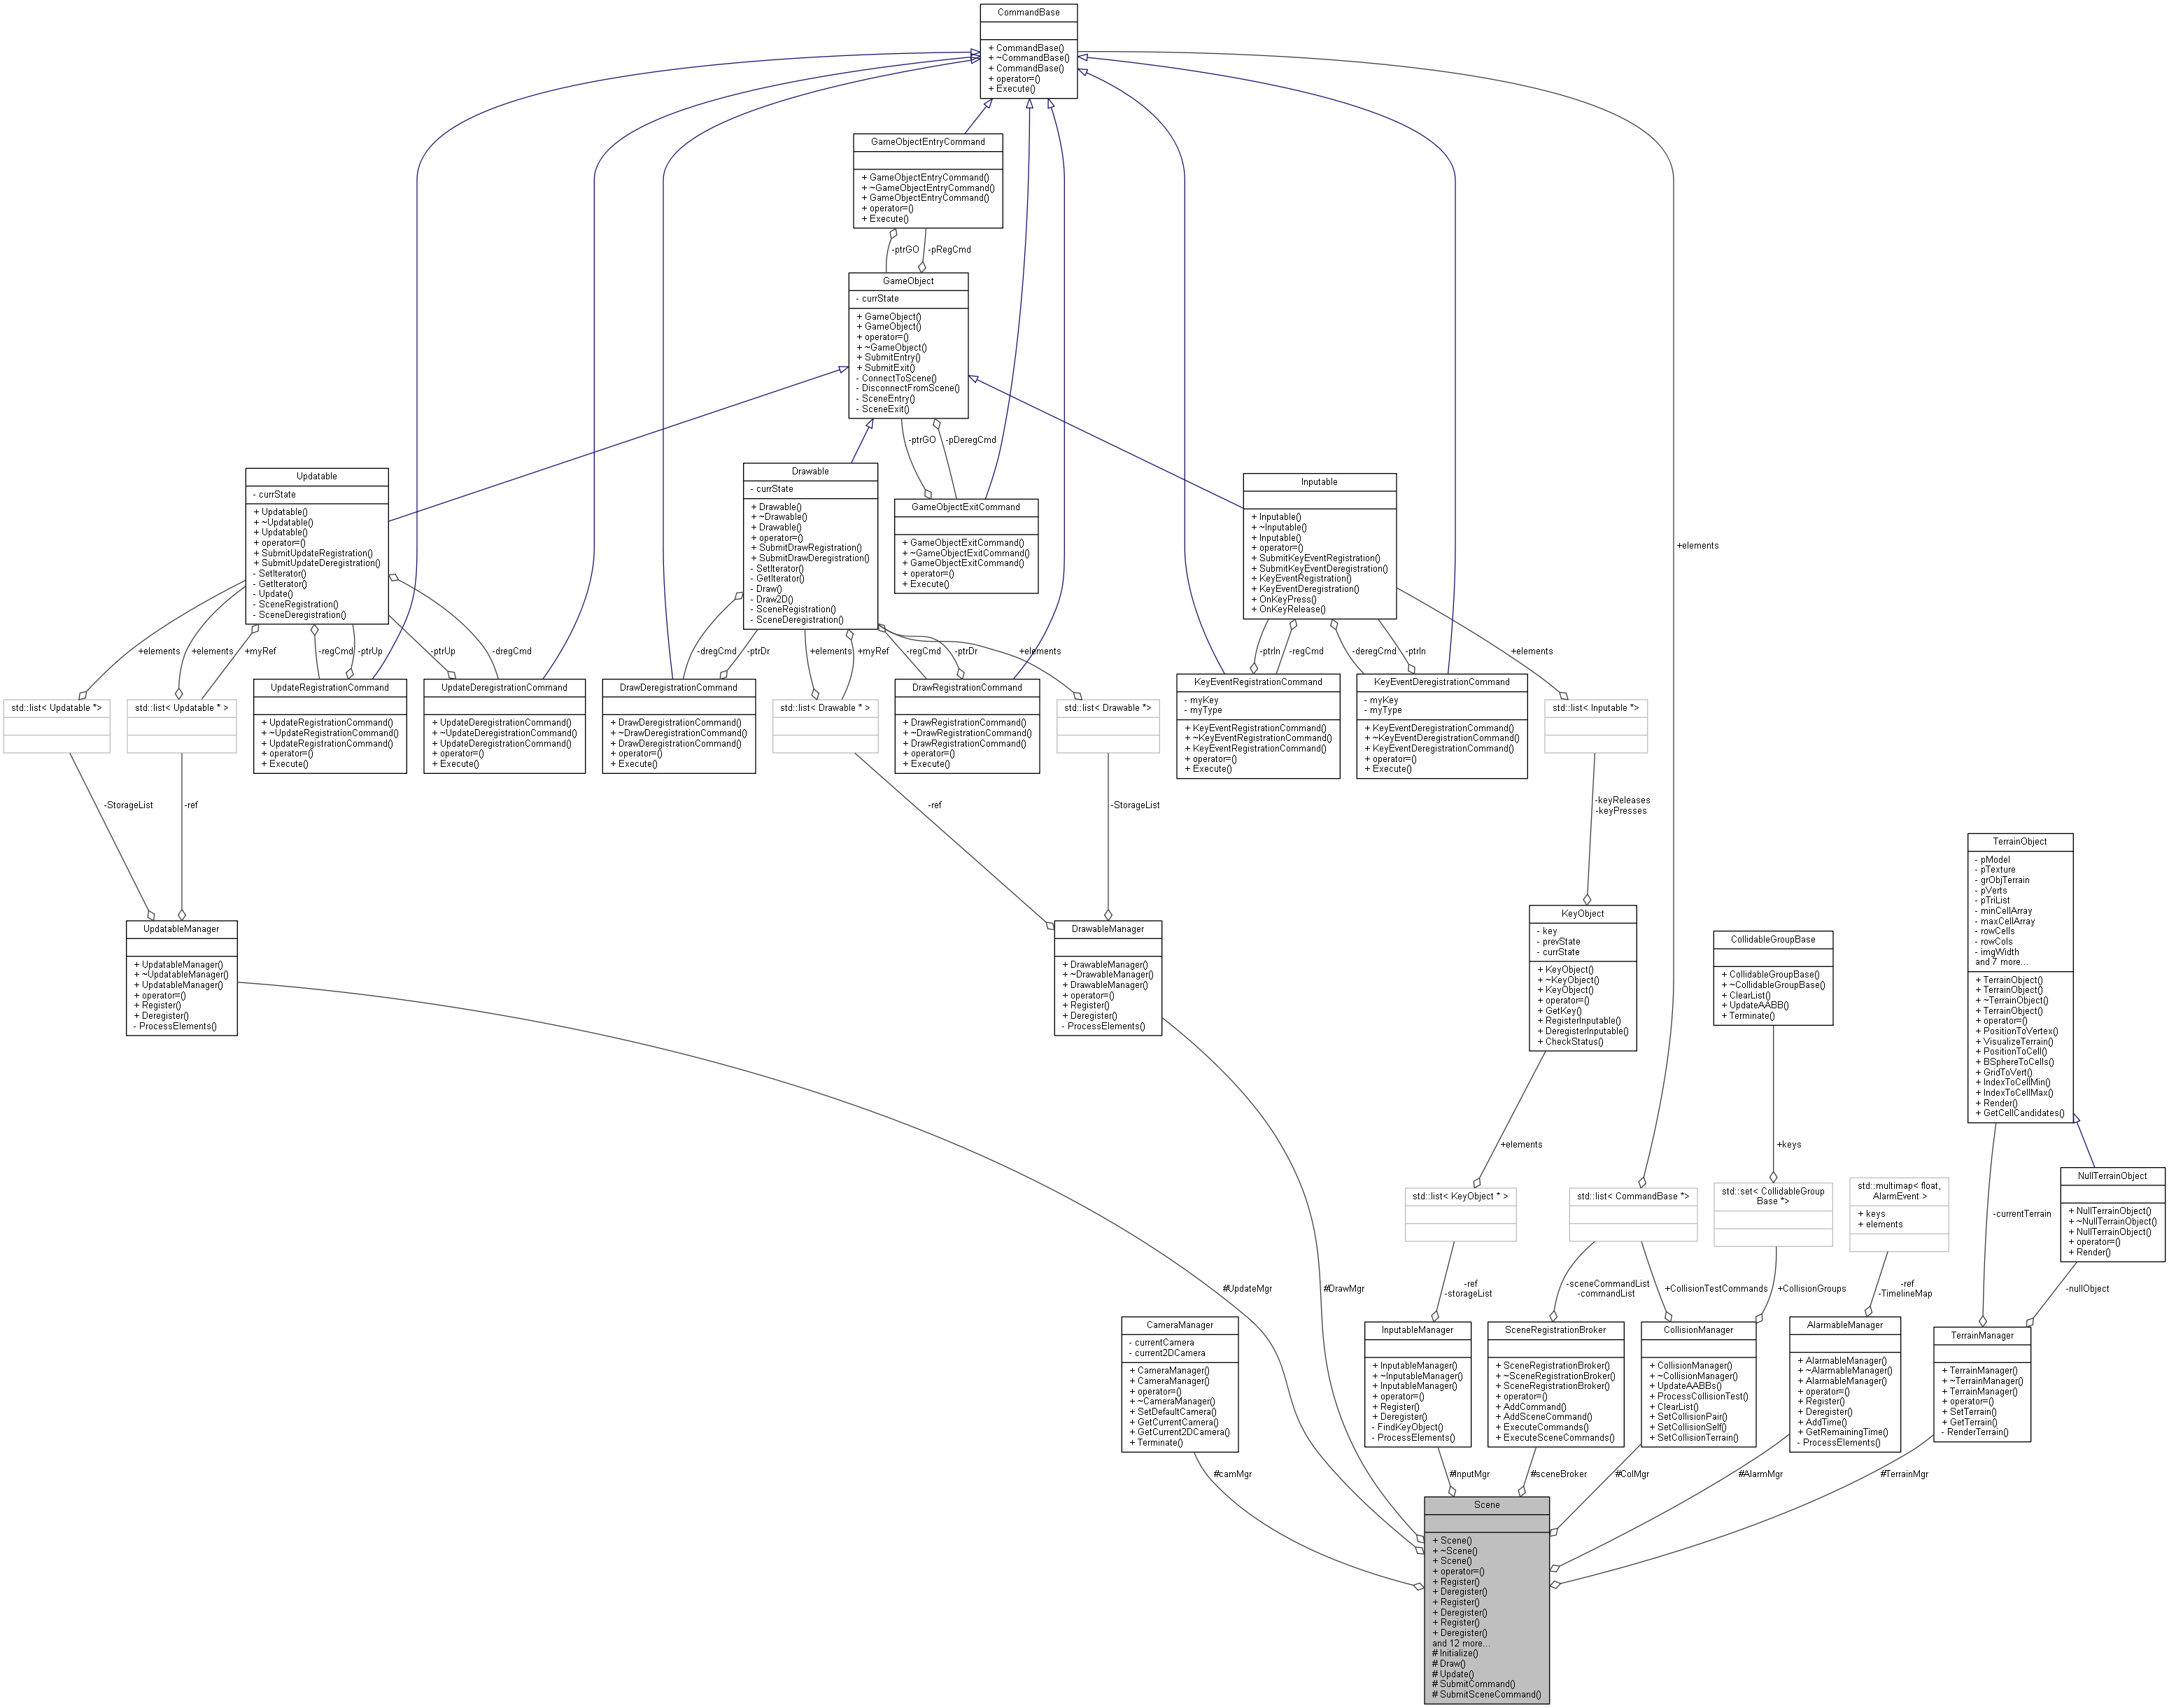 CommandBase
+ CommandBase()
+ ~CommandBase()
+ CommandBase()
+ operator=()
+ Execute()
GameObjectEntryCommand
+ GameObjectEntryCommand()
+ ~GameObjectEntryCommand()
+ GameObjectEntryCommand()
+ operator=()
+ Execute()
-ptrGO
-pRegCmd
GameObject
- currState
+ GameObject()
+ GameObject()
+ operator=()
+ ~GameObject()
+ SubmitEntry()
+ SubmitExit()
- ConnectToScene()
- DisconnectFromScene()
- SceneEntry()
- SceneExit()
-ptrGO
-pDeregCmd
Updatable
- currState
+ Updatable()
+ ~Updatable()
+ Updatable()
+ operator=()
+ SubmitUpdateRegistration()
+ SubmitUpdateDeregistration()
- SetIterator()
- GetIterator()
- Update()
- SceneRegistration()
- SceneDeregistration()
Drawable
- currState
+ Drawable()
+ ~Drawable()
+ Drawable()
+ operator=()
+ SubmitDrawRegistration()
+ SubmitDrawDeregistration()
- SetIterator()
- GetIterator()
- Draw()
- Draw2D()
- SceneRegistration()
- SceneDeregistration()
GameObjectExitCommand
+ GameObjectExitCommand()
+ ~GameObjectExitCommand()
+ GameObjectExitCommand()
+ operator=()
+ Execute()
Inputable
+ Inputable()
+ ~Inputable()
+ Inputable()
+ operator=()
+ SubmitKeyEventRegistration()
+ SubmitKeyEventDeregistration()
+ KeyEventRegistration()
+ KeyEventDeregistration()
+ OnKeyPress()
+ OnKeyRelease()
+elements
+elements
+elements
+myRef
-regCmd
-ptrUp
-ptrUp
-dregCmd
-dregCmd
-ptrDr
+elements
+myRef
-regCmd
-ptrDr
+elements
-ptrIn
-regCmd
-deregCmd
-ptrIn
+elements
std::list< Updatable *>
std::list< Updatable * >
UpdateRegistrationCommand
+ UpdateRegistrationCommand()
+ ~UpdateRegistrationCommand()
+ UpdateRegistrationCommand()
+ operator=()
+ Execute()
UpdateDeregistrationCommand
+ UpdateDeregistrationCommand()
+ ~UpdateDeregistrationCommand()
+ UpdateDeregistrationCommand()
+ operator=()
+ Execute()
DrawDeregistrationCommand
+ DrawDeregistrationCommand()
+ ~DrawDeregistrationCommand()
+ DrawDeregistrationCommand()
+ operator=()
+ Execute()
std::list< Drawable * >
DrawRegistrationCommand
+ DrawRegistrationCommand()
+ ~DrawRegistrationCommand()
+ DrawRegistrationCommand()
+ operator=()
+ Execute()
std::list< Drawable *>
KeyEventRegistrationCommand
- myKey
- myType
+ KeyEventRegistrationCommand()
+ ~KeyEventRegistrationCommand()
+ KeyEventRegistrationCommand()
+ operator=()
+ Execute()
KeyEventDeregistrationCommand
- myKey
- myType
+ KeyEventDeregistrationCommand()
+ ~KeyEventDeregistrationCommand()
+ KeyEventDeregistrationCommand()
+ operator=()
+ Execute()
std::list< Inputable *>
-StorageList
-ref
-ref
-StorageList
-keyReleases
-keyPresses
UpdatableManager
+ UpdatableManager()
+ ~UpdatableManager()
+ UpdatableManager()
+ operator=()
+ Register()
+ Deregister()
- ProcessElements()
DrawableManager
+ DrawableManager()
+ ~DrawableManager()
+ DrawableManager()
+ operator=()
+ Register()
+ Deregister()
- ProcessElements()
KeyObject
- key
- prevState
- currState
+ KeyObject()
+ ~KeyObject()
+ KeyObject()
+ operator=()
+ GetKey()
+ RegisterInputable()
+ DeregisterInputable()
+ CheckStatus()
CollidableGroupBase
+ CollidableGroupBase()
+ ~CollidableGroupBase()
+ ClearList()
+ UpdateAABB()
+ Terminate()
TerrainObject
- pModel
- pTexture
- grObjTerrain
- pVerts
- pTriList
- minCellArray
- maxCellArray
- rowCells
- rowCols
- imgWidth
and 7 more...
+ TerrainObject()
+ TerrainObject()
+ ~TerrainObject()
+ TerrainObject()
+ operator=()
+ PositionToVertex()
+ VisualizeTerrain()
+ PositionToCell()
+ BSphereToCells()
+ GridToVert()
+ IndexToCellMin()
+ IndexToCellMax()
+ Render()
+ GetCellCandidates()
+elements
+keys
std::list< KeyObject * >
std::list< CommandBase *>
std::set< CollidableGroup
Base *>
std::multimap< float,
AlarmEvent >
+ keys
+ elements
-currentTerrain
NullTerrainObject
+ NullTerrainObject()
+ ~NullTerrainObject()
+ NullTerrainObject()
+ operator=()
+ Render()
#UpdateMgr
#DrawMgr
-ref
-storageList
-sceneCommandList
-commandList
+CollisionTestCommands
+CollisionGroups
-ref
-TimelineMap
-nullObject
CameraManager
- currentCamera
- current2DCamera
+ CameraManager()
+ CameraManager()
+ operator=()
+ ~CameraManager()
+ SetDefaultCamera()
+ GetCurrentCamera()
+ GetCurrent2DCamera()
+ Terminate()
InputableManager
+ InputableManager()
+ ~InputableManager()
+ InputableManager()
+ operator=()
+ Register()
+ Deregister()
- FindKeyObject()
- ProcessElements()
SceneRegistrationBroker
+ SceneRegistrationBroker()
+ ~SceneRegistrationBroker()
+ SceneRegistrationBroker()
+ operator=()
+ AddCommand()
+ AddSceneCommand()
+ ExecuteCommands()
+ ExecuteSceneCommands()
CollisionManager
+ CollisionManager()
+ ~CollisionManager()
+ UpdateAABBs()
+ ProcessCollisionTest()
+ ClearList()
+ SetCollisionPair()
+ SetCollisionSelf()
+ SetCollisionTerrain()
AlarmableManager
+ AlarmableManager()
+ ~AlarmableManager()
+ AlarmableManager()
+ operator=()
+ Register()
+ Deregister()
+ AddTime()
+ GetRemainingTime()
- ProcessElements()
TerrainManager
+ TerrainManager()
+ ~TerrainManager()
+ TerrainManager()
+ operator=()
+ SetTerrain()
+ GetTerrain()
- RenderTerrain()
#camMgr
#InputMgr
#sceneBroker
#ColMgr
#AlarmMgr
#TerrainMgr
Scene
+ Scene()
+ ~Scene()
+ Scene()
+ operator=()
+ Register()
+ Deregister()
+ Register()
+ Deregister()
+ Register()
+ Deregister()
and 12 more...
# Initialize()
# Draw()
# Update()
# SubmitCommand()
# SubmitSceneCommand()